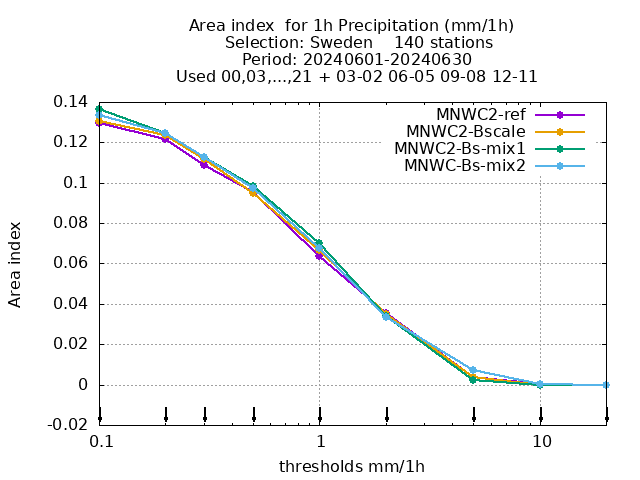 Area index  for 1h Precipitation (mm/1h)
Selection: Sweden    140 stations
Period: 20240601-20240630
Used 00,03,...,21 + 03-02 06-05 09-08 12-11
MNWC2-ref
MNWC2-Bscale
MNWC2-Bs-mix1
MNWC-Bs-mix2
0.14
0.12
0.1
0.08
0.06
0.04
0.02
0
-0.02
Area index
0.1 1 10
thresholds mm/1h